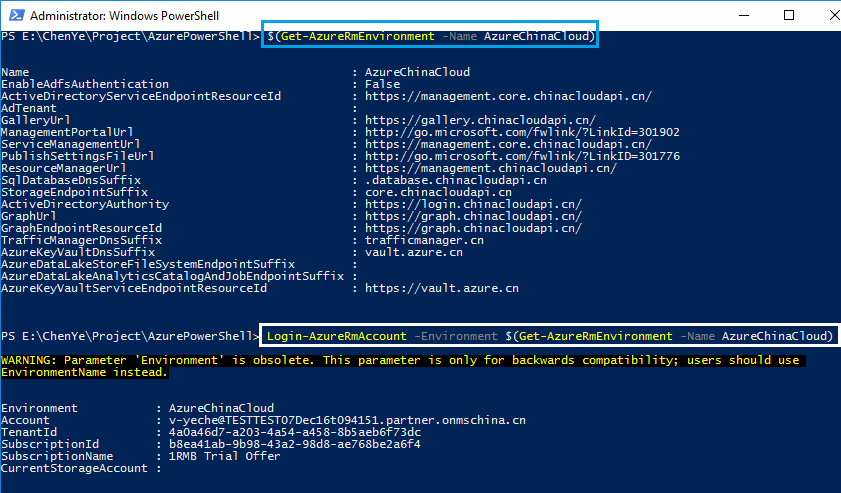 Administrator: Windows PowerShell
PS E:\ChenYe\Project\AzurePowerShell> $(Get-AzureRmEnvironment -Name AzureChinaCloud)
Name : AzureChinaCloud
EnableAdfsAuthentication : False
ActiveDirectoryServiceEndpointResourceId : https://management.core.chinacloudapi.cn/
AdTenant :
GalleryUrl : https://gallery.chinacloudapi.cn/
ManagementPortalUrl : http://go.microsoft.com/fwlink/?LinkId=301902
ServiceManagementUrl : https://management.core.chinacloudapi.cn/
PublishSettingsFileUrl : http://go.microsoft.com/fwlink/?LinkID=301776
ResourceManagerUrl : https://management.chinacloudapi.cn/
SqlDatabaseDnsSuffix : .database.chinacloudapi.cn
StorageEndpointSuffix : core.chinacloudapi.cn
ActiveDirectoryAuthority : https://login.chinacloudapi.cn/
GraphUrl : https://graph.chinacloudapi.cn/
GraphEndpointResourceId : https://graph.chinacloudapi.cn/
TrafficManagerDnsSuffix : trafficmanager.cn
AzureKeyVaultDnsSuffix : vault.azure.cn
AzureDataLakeStoreFileSystemEndpointSuffix :
AzureDataLakeAnalyticsCatalogAndJobEndpointSuffix :
AzureKeyVaultServiceEndpointResourceId : https://vault.azure.cn
PS E:\ChenYe\Project\AzurePowerShell> Login-AzureRmAccount -Environment $(Get-AzureRmEnvironment -Name AzureChinaCloud)
WARNING: Parameter 'Environment' is obsolete. This parameter is only for backwards compatibility; users should use
EnvironmentName instead.
Environment : AzureChinaCloud
Account : v-yeche@TESTTEST07Dec16t094151.partner.onmschina.cn
TenantId : 4a0a46d7-a203-4a54-a458-8b5aeb6f73dc
SubscriptionId : b8ea41ab-9b98-43a2-98d8-ae768be2a6f4
SubscriptionName : 1RMB Trial Offer
CurrentStorageAccount :